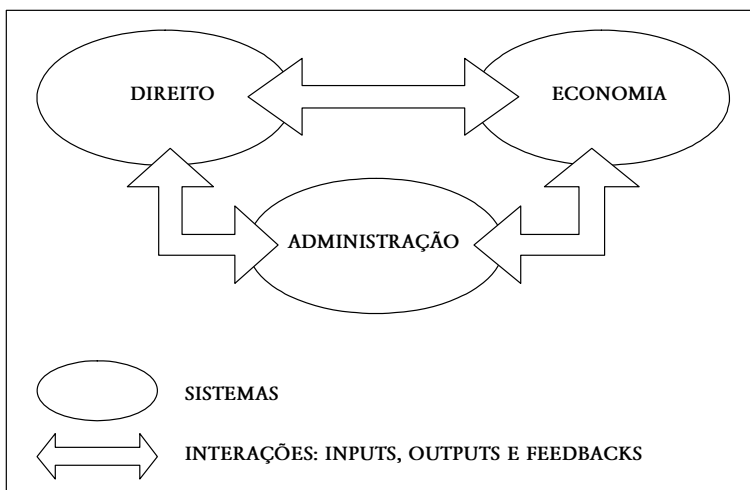 DIREITO
ECONOMIA
ADMINISTRAÇÃO
SISTEMAS
INTERAÇÕES: INPUTS, OUTPUTS E FEEDBACKS